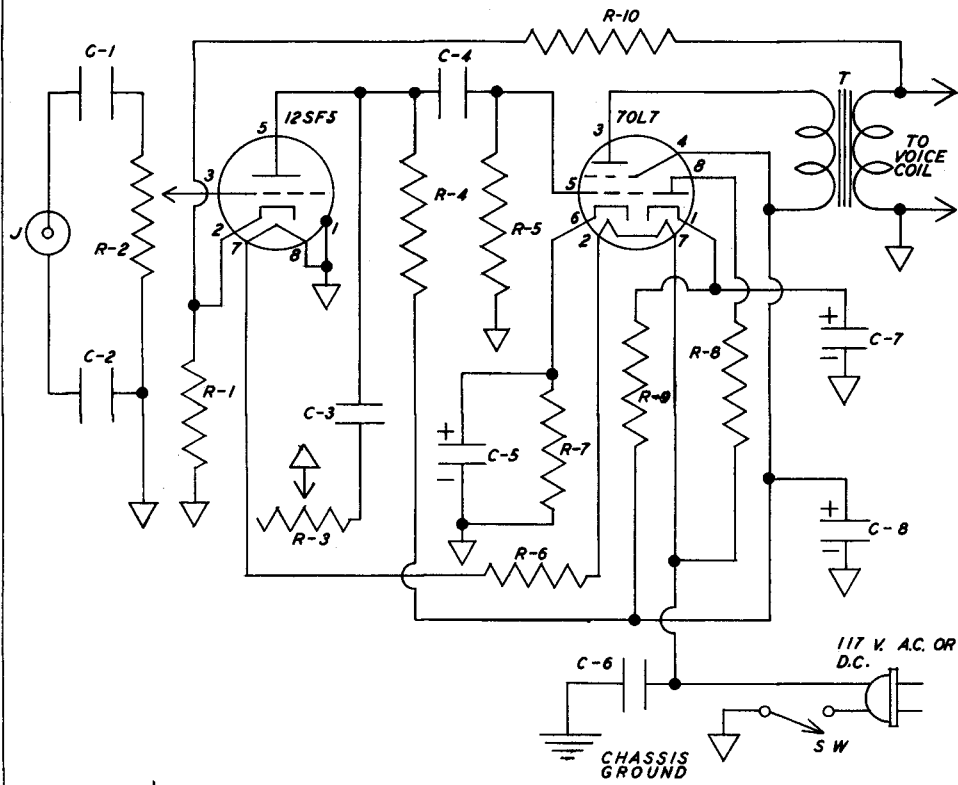 R-10
C-1
C-4
T
12SF5
70L7
5
3
4
8
TO
VOICE
COIL
3
5
J
R-2
R-4
R-5
2
7
8
1
6
2
1
7
+
C-7
−
C-2
R-1
C-3
R-9
R-8
+
C-5
−
R-7
+
C-8
−
R-3
R-6
117 V. A.C. OR
D.C.
C-6
SW
CHASSIS
GROUND